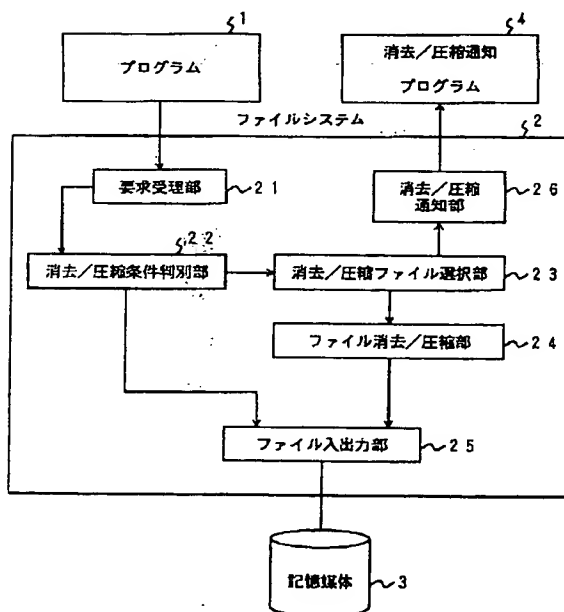 1
プログラム
4
消去／圧縮通知
プログラム
ファイルシステム
2
要求受理部
21
消去／圧縮
通知部
26
22
消去／圧縮条件判別部
消去／圧縮ファイル選択部
23
ファイル消去／圧縮部
24
ファイル入出力部
25
記憶媒体
3